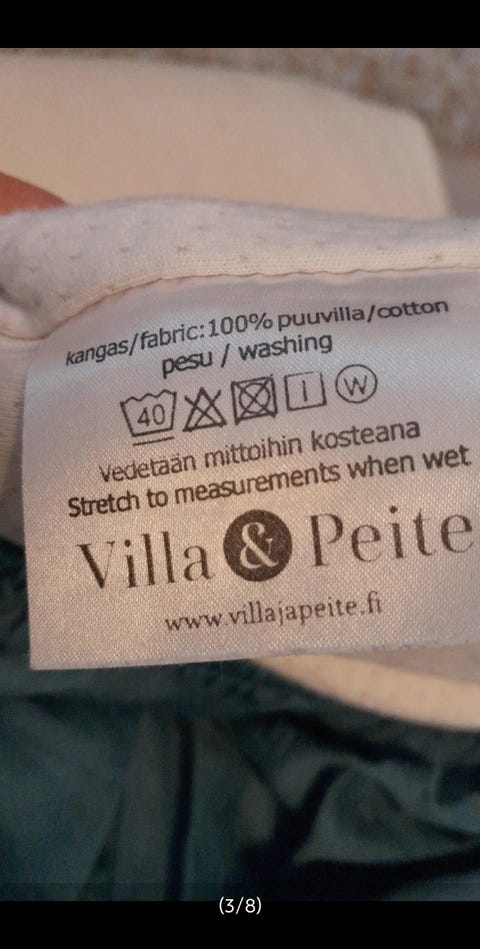 kangas/fabric:100% puuvilla/cotton
pesu / washing
40 W
Vedetään mittoihin kosteana
Stretch to measurements when wet
Villa & Peite
www.villajapeite.fi
(3/8)